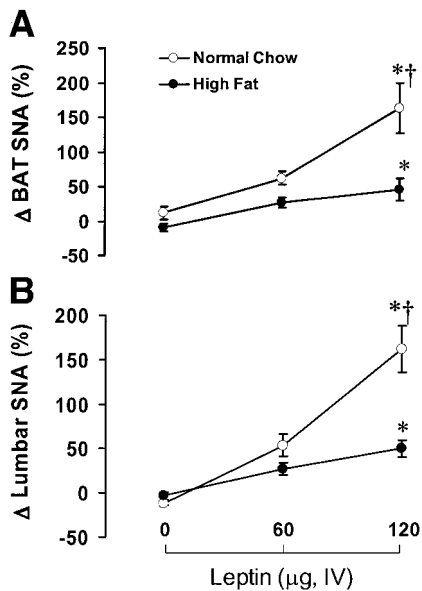 A
250
200
150
100
50
0
-50
Δ BAT SNA (%)
Normal Chow
High Fat
*†
*
B
200
150
100
50
0
-50
Δ Lumbar SNA (%)
*†
*
0 60 120
Leptin (μg, IV)